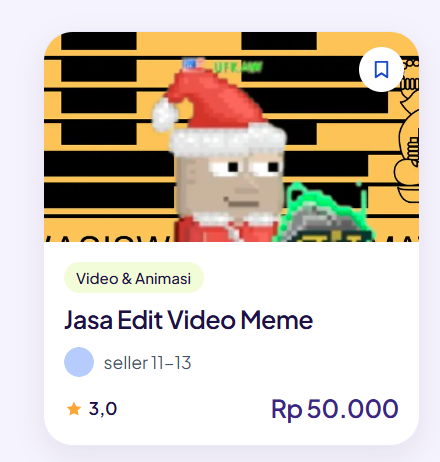 Video & Animasi
Jasa Edit Video Meme
seller 11-13
3,0
Rp 50.000